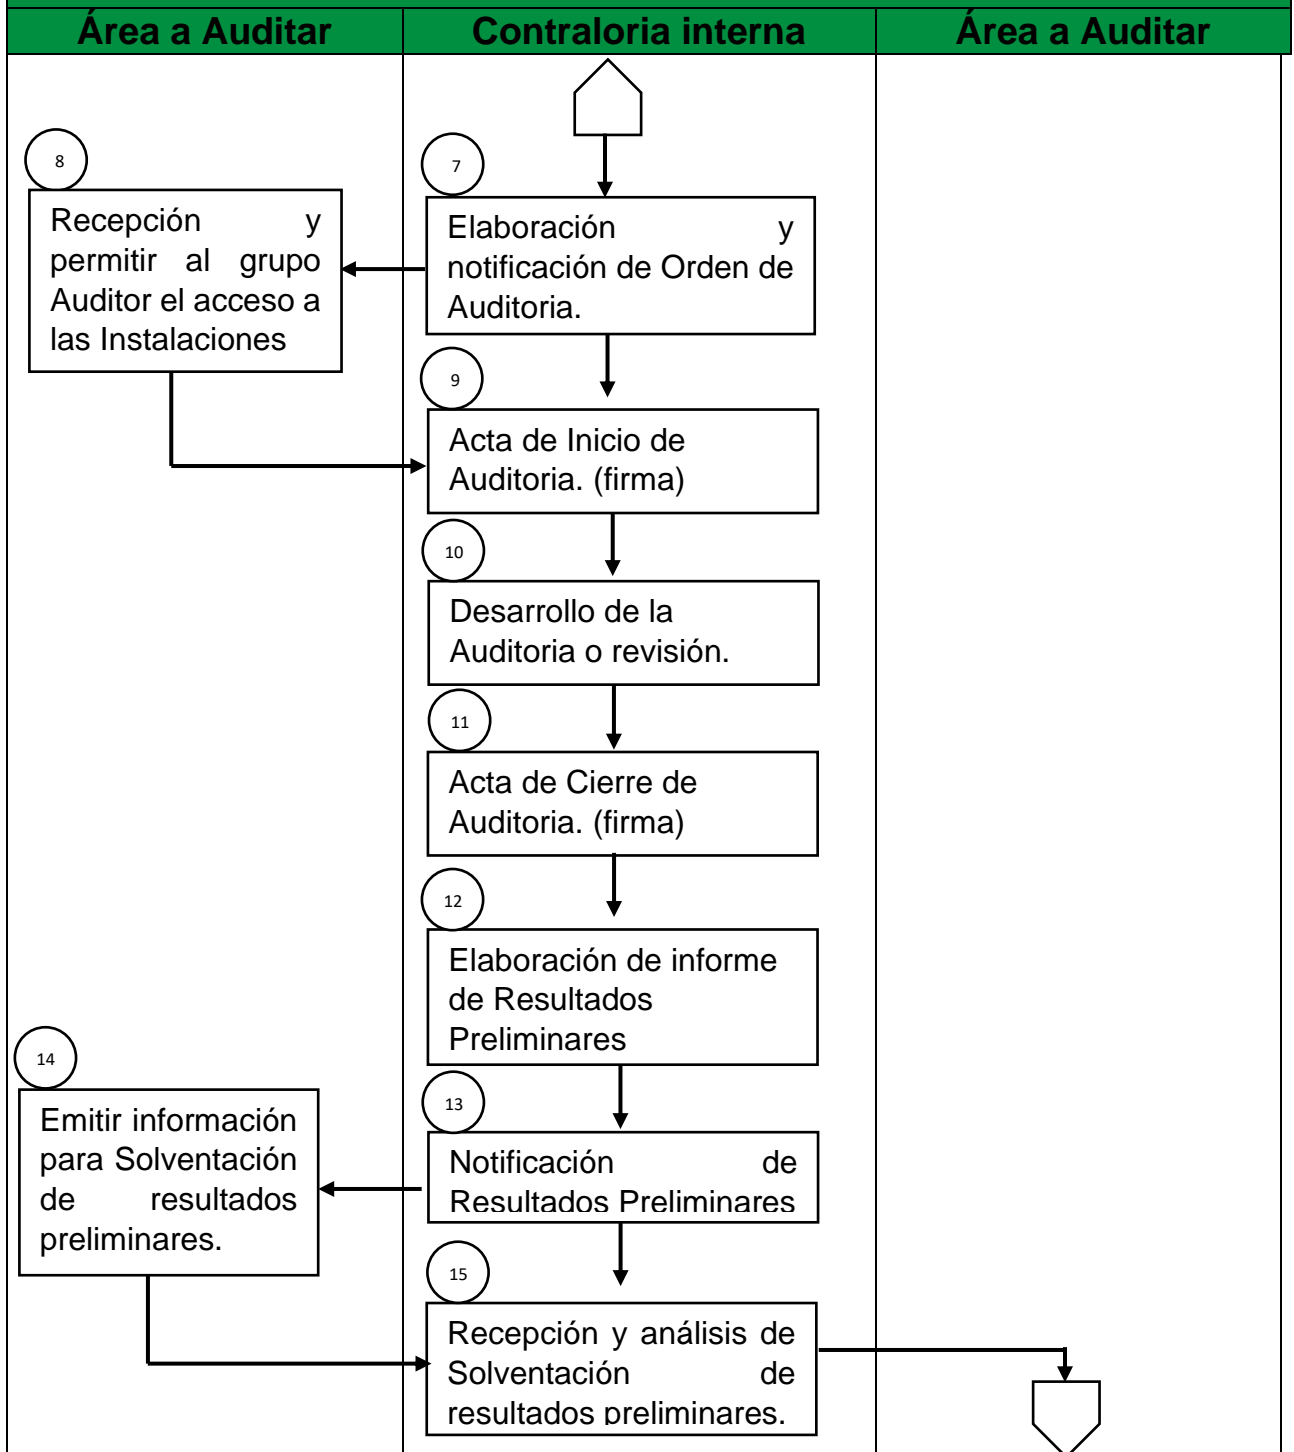 Área a Auditar
Contraloria interna
Área a Auditar
8
Recepción y
permitir al grupo
Auditor el acceso a
las Instalaciones
7
Elaboración y
notificación de Orden de
Auditoria.
9
Acta de Inicio de
Auditoria. (firma)
10
Desarrollo de la
Auditoria o revisión.
11
Acta de Cierre de
Auditoria. (firma)
12
Elaboración de informe
de Resultados
Preliminares
14
Emitir información
para Solventación
de resultados
preliminares.
13
Notificación de
Resultados Preliminares
15
Recepción y análisis de
Solventación de
resultados preliminares.